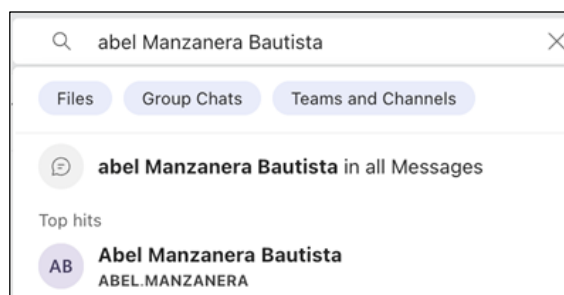 abel Manzanera Bautista
Files Group Chats Teams and Channels
abel Manzanera Bautista in all Messages
Top hits
AB Abel Manzanera Bautista
ABEL.MANZANERA